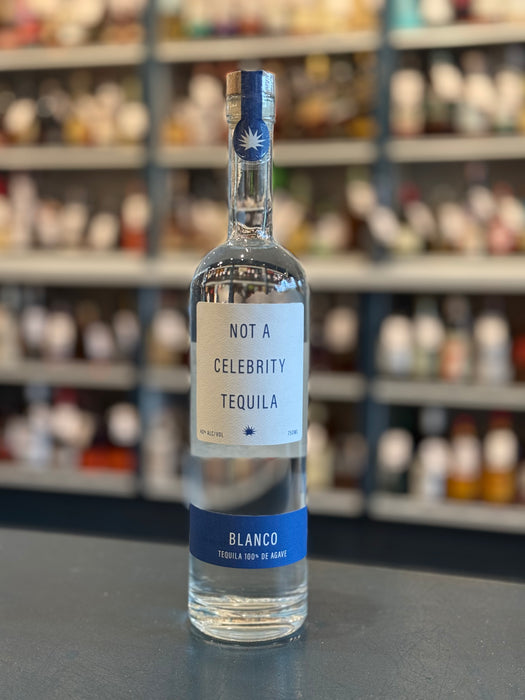 NOT A
CELEBRITY
TEQUILA
40% ALC/VOL 750ML
BLANCO
TEQUILA 100% DE AGAVE